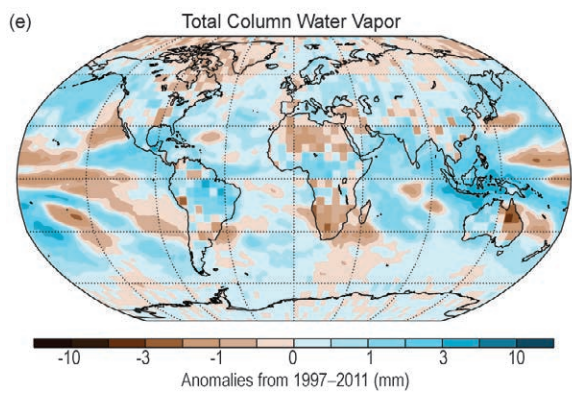 (e) Total Column Water Vapor
-10 -3 -1 0 1 3 10
Anomalies from 1997–2011 (mm)